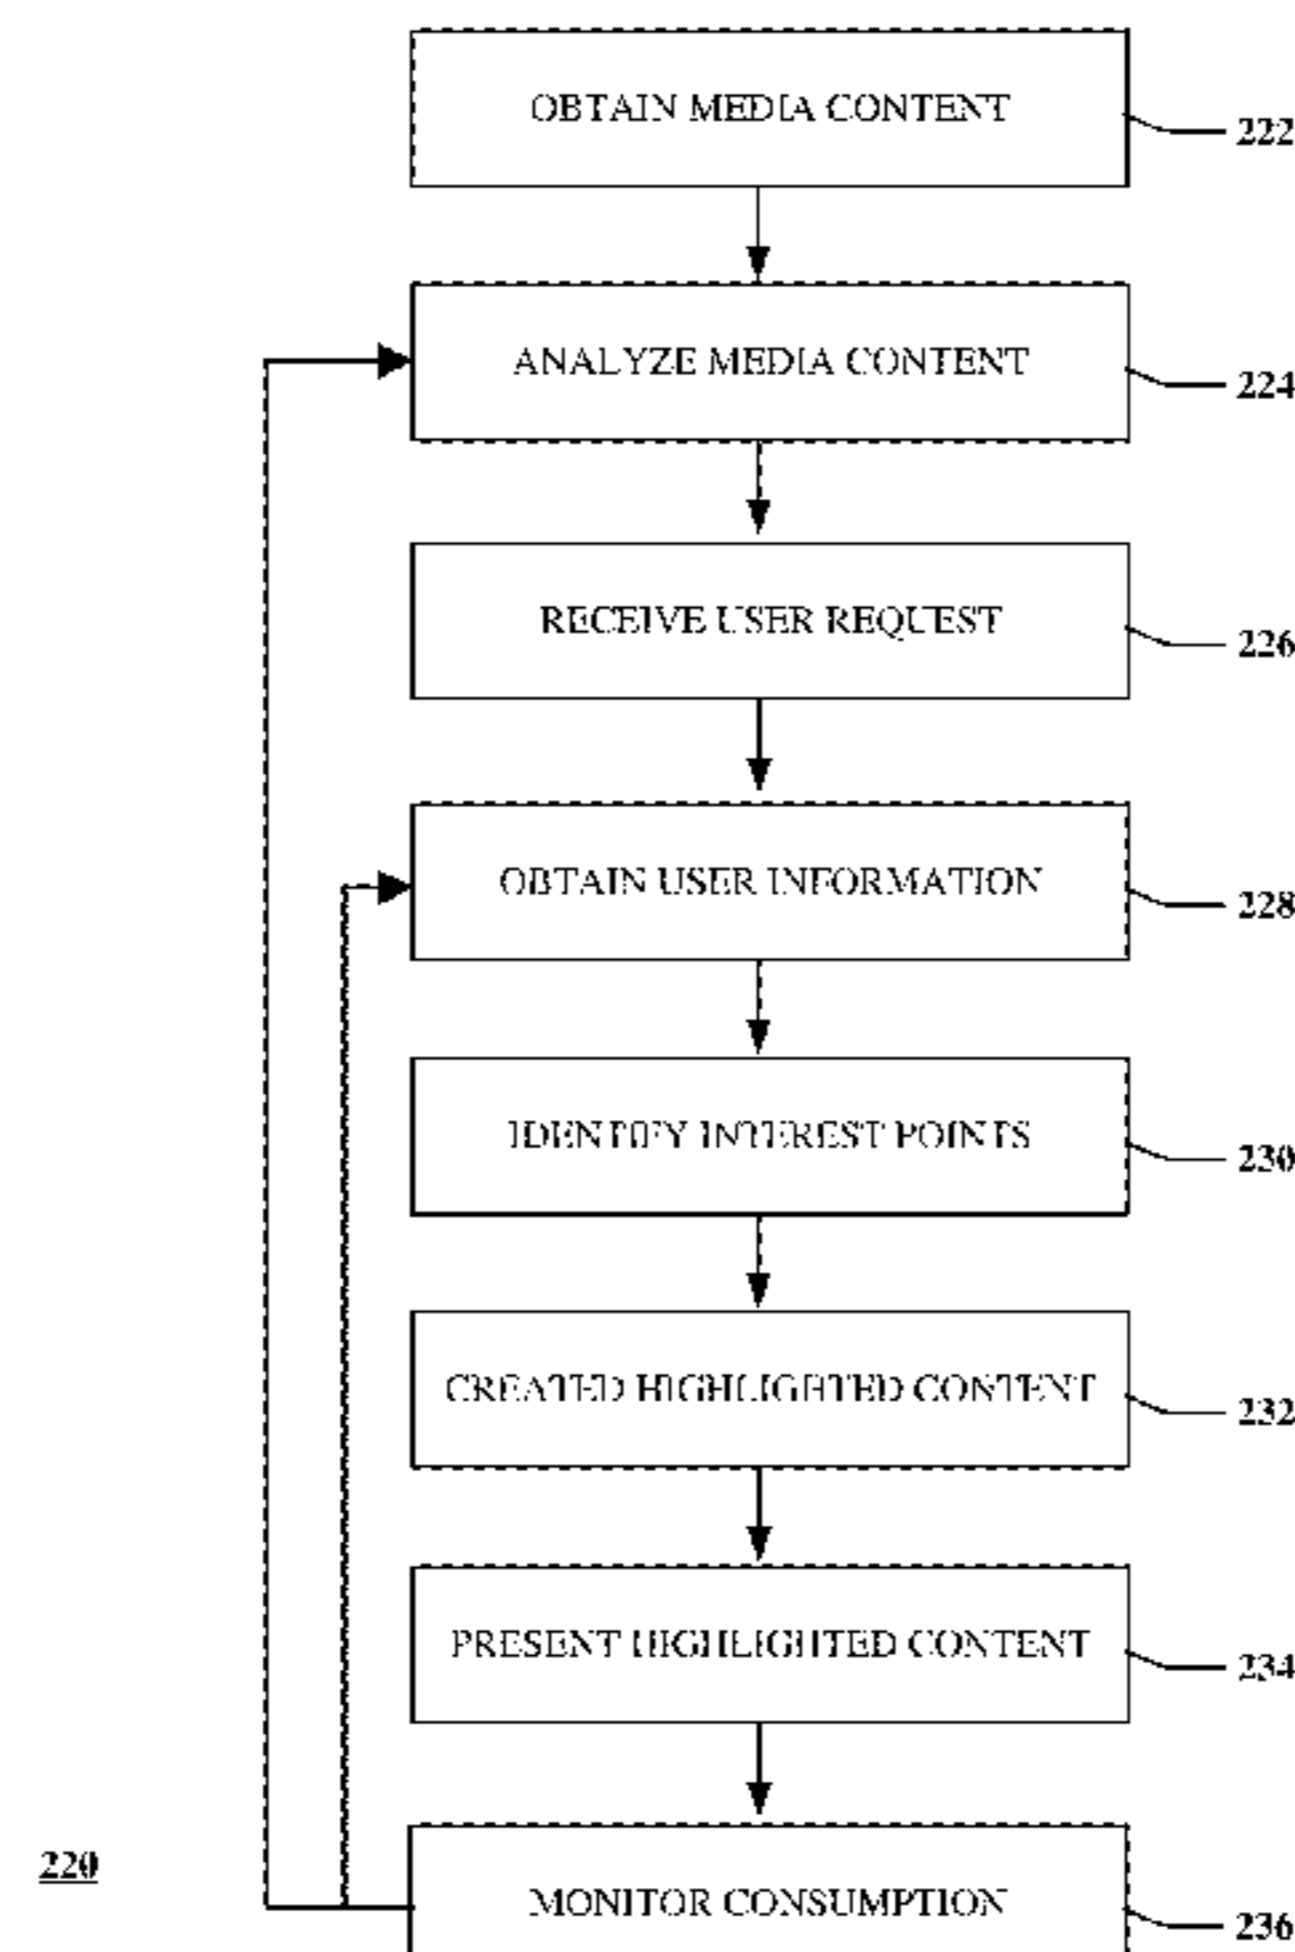 OBTAIN MEDIA CONTENT
222
ANALYZE MEDIA CONTENT
224
RECEIVE USER REQUEST
226
OBTAIN USER INFORMATION
228
IDENTIFY INTEREST POINTS
230
CREATED HIGHLIGHTED CONTENT
232
PRESENT HIGHLIGHTED CONTENT
234
220
MONITOR CONSUMPTION
236